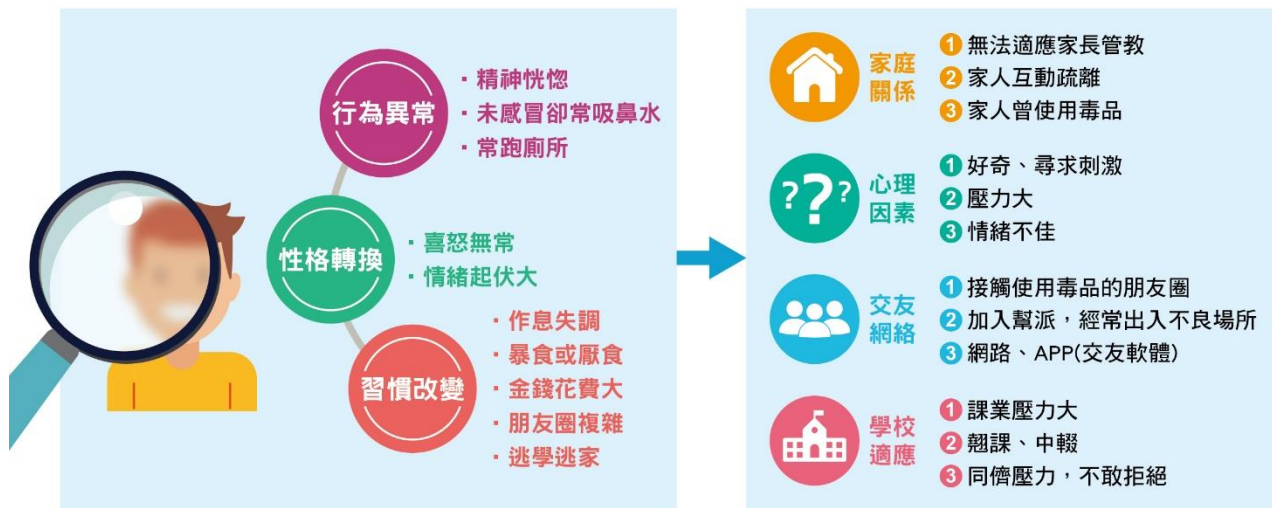 行為異常
・精神恍惚
・未感冒卻常吸鼻水
・常跑廁所
性格轉換
・喜怒無常
・情緒起伏大
習慣改變
・作息失調
・暴食或厭食
・金錢花費大
・朋友圈複雜
・逃學逃家
家庭
關係
1 無法適應家長管教
2 家人互動疏離
3 家人曾使用毒品
???
心理
因素
1 好奇、尋求刺激
2 壓力大
3 情緒不佳
交友
網絡
1 接觸使用毒品的朋友圈
2 加入幫派,經常出入不良場所
3 網路、APP(交友軟體)
學校
適應
1 課業壓力大
2 翹課、中輟
3 同儕壓力,不敢拒絕